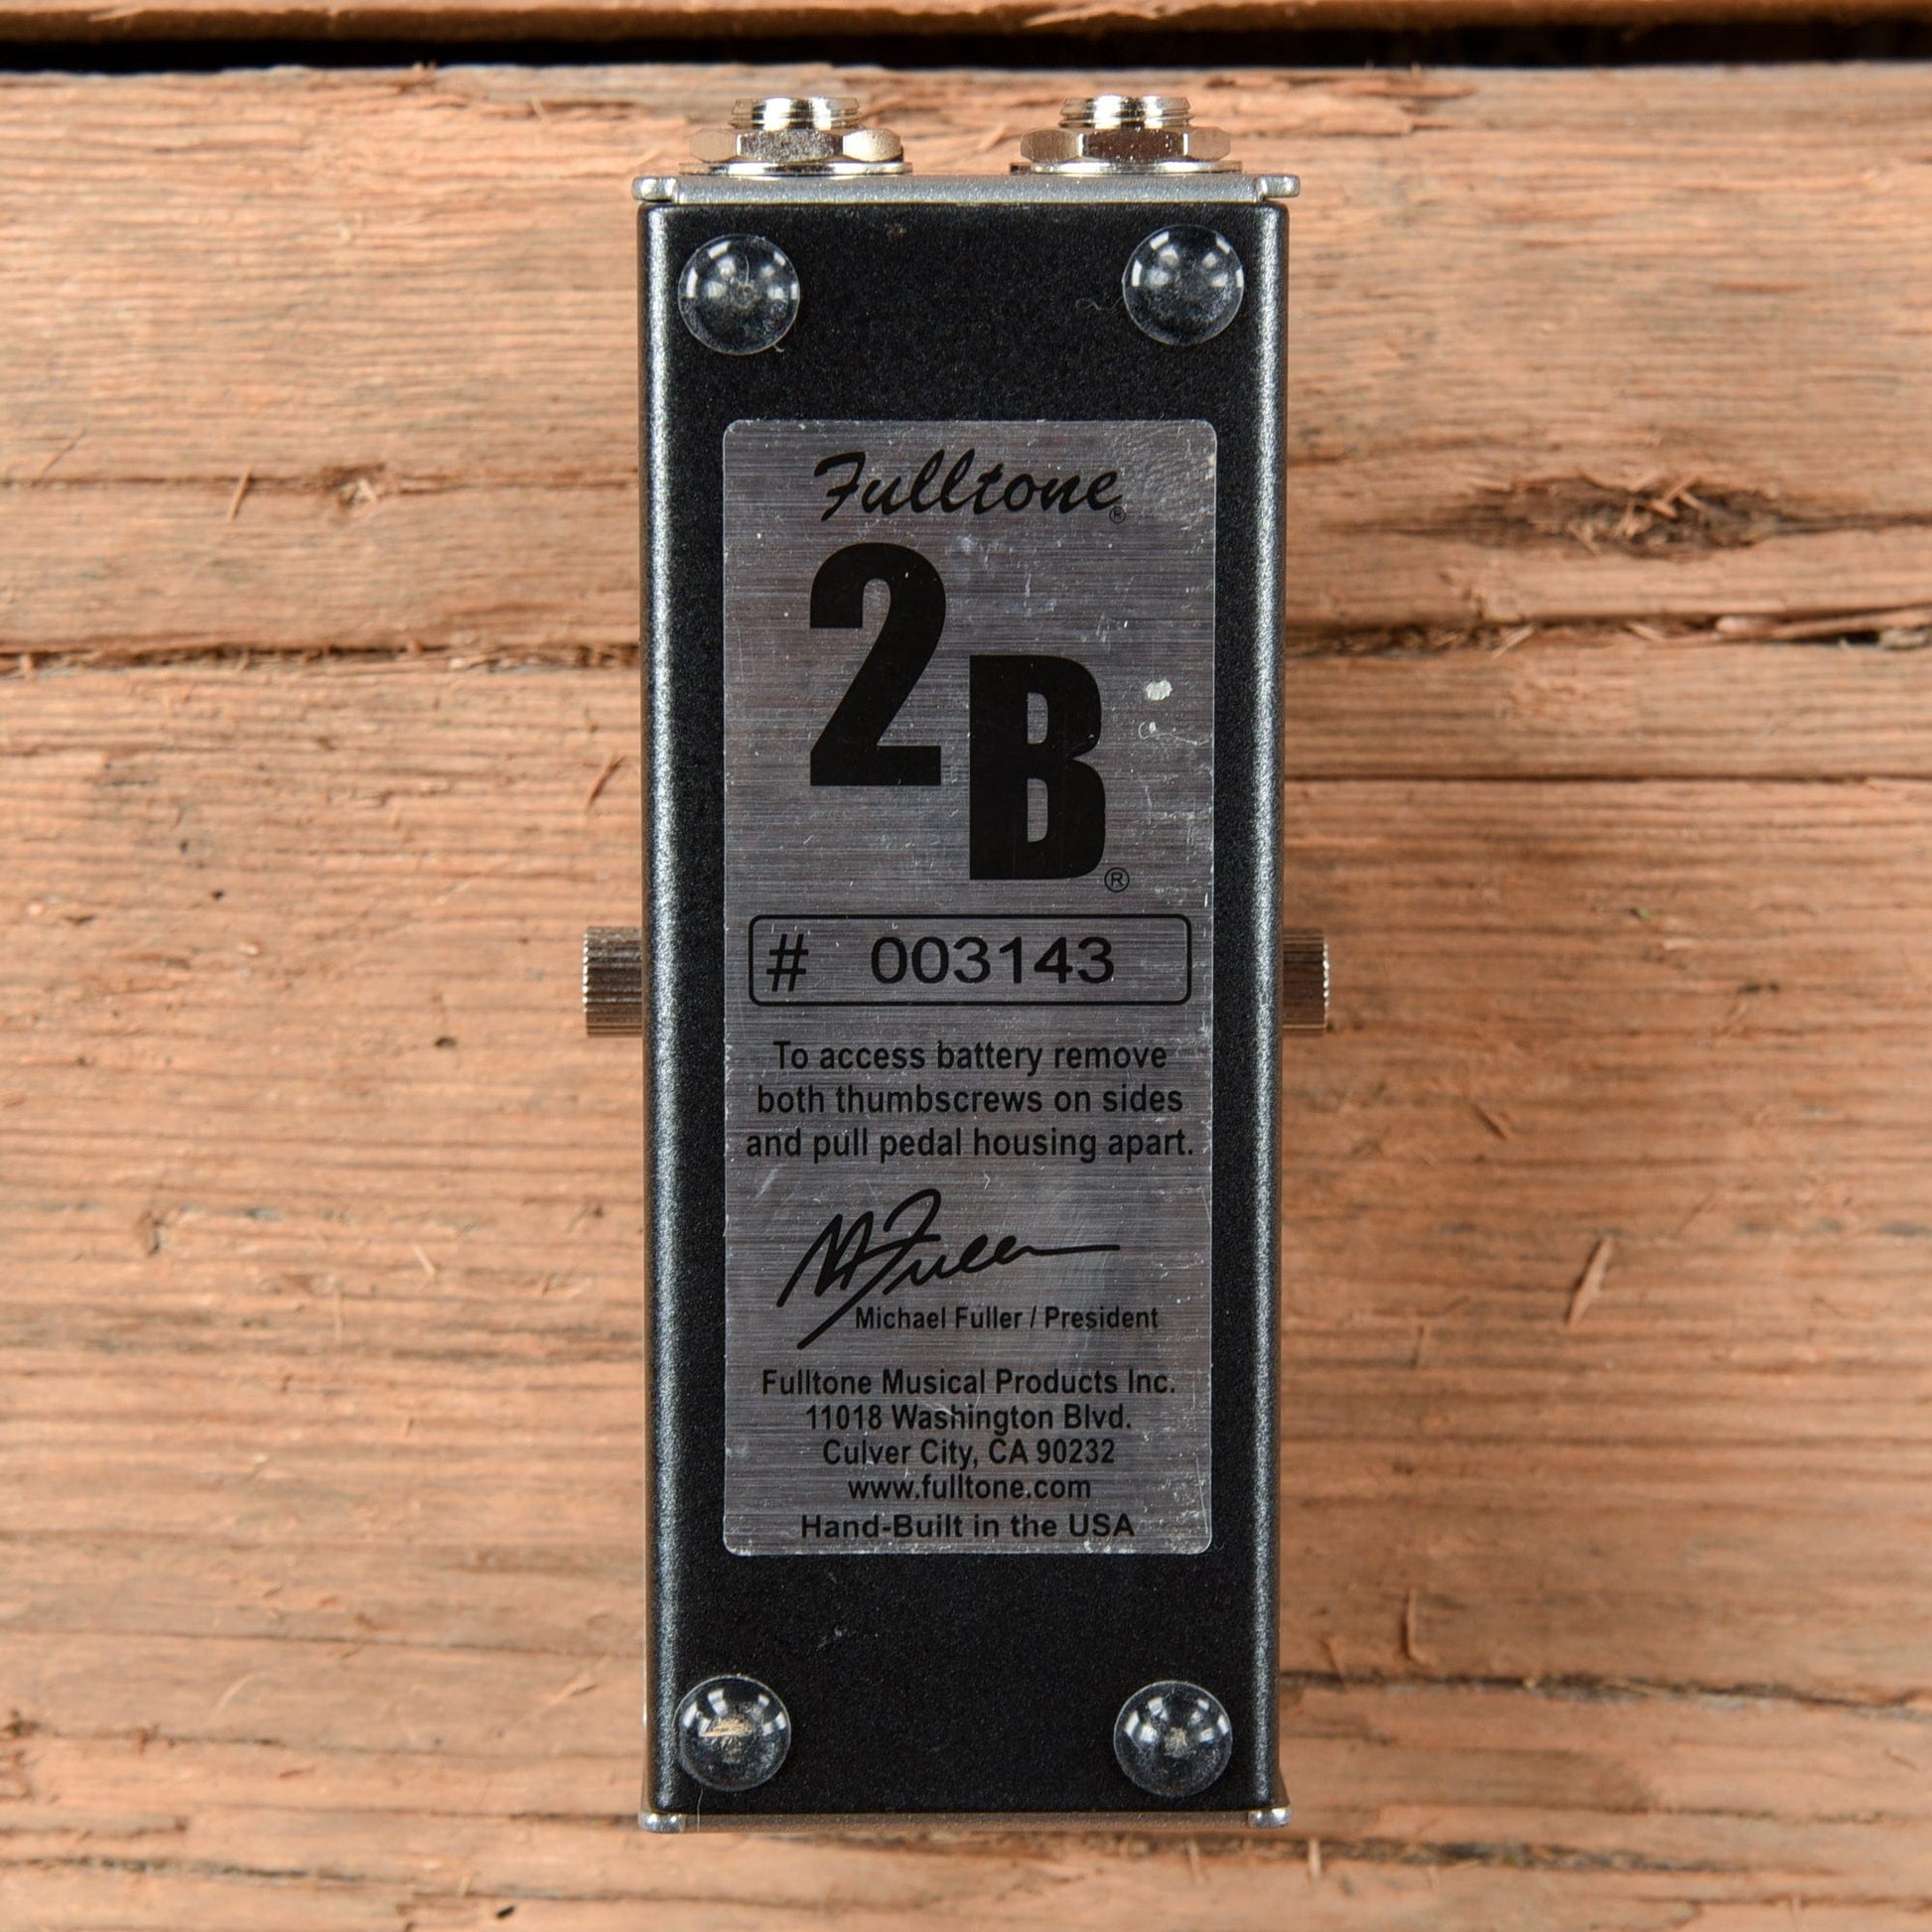 Fulltone®
2B®
# 003143
To access battery remove
both thumbscrews on sides
and pull pedal housing apart.
M Fuller
Michael Fuller / President
Fulltone Musical Products Inc.
11018 Washington Blvd.
Culver City, CA 90232
www.fulltone.com
Hand-Built in the USA